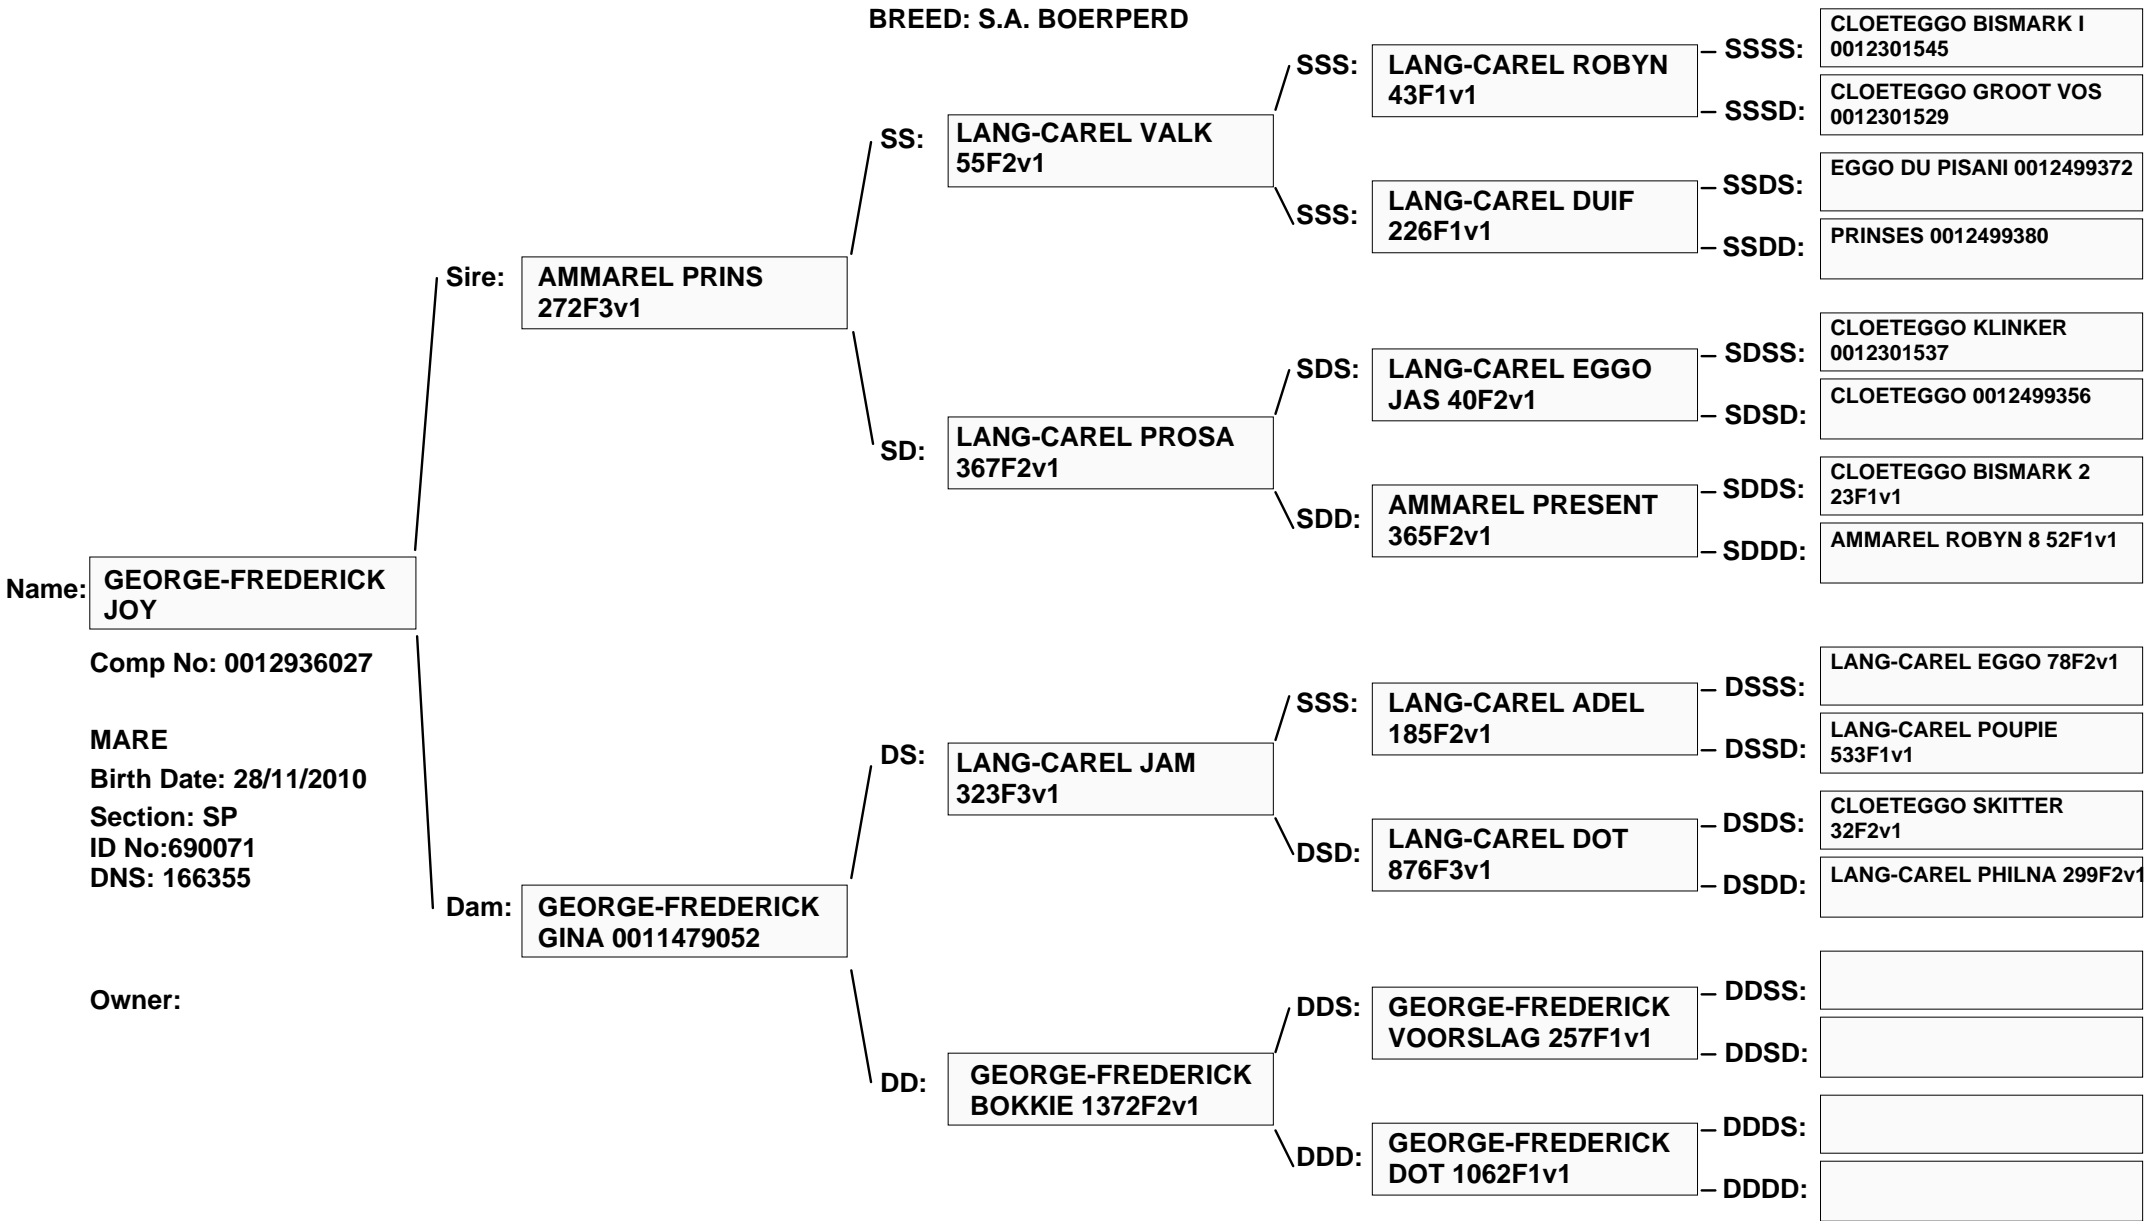 BREED: S.A. BOERPERD
Name:
GEORGE-FREDERICK
JOY
Comp No: 0012936027
MARE
Birth Date: 28/11/2010
Section: SP
ID No:690071
DNS: 166355
Owner:
Sire:
AMMAREL PRINS
272F3v1
Dam:
GEORGE-FREDERICK
GINA 0011479052
SS:
LANG-CAREL VALK
55F2v1
SD:
LANG-CAREL PROSA
367F2v1
DS:
LANG-CAREL JAM
323F3v1
DD:
GEORGE-FREDERICK
BOKKIE 1372F2v1
SSS:
LANG-CAREL ROBYN
43F1v1
SSS:
LANG-CAREL DUIF
226F1v1
SDS:
LANG-CAREL EGGO
JAS 40F2v1
SDD:
AMMAREL PRESENT
365F2v1
SSS:
LANG-CAREL ADEL
185F2v1
DSD:
LANG-CAREL DOT
876F3v1
DDS:
GEORGE-FREDERICK
VOORSLAG 257F1v1
DDD:
GEORGE-FREDERICK
DOT 1062F1v1
SSSS:
CLOETEGGO BISMARK I
0012301545
SSSD:
CLOETEGGO GROOT VOS
0012301529
SSDS:
EGGO DU PISANI 0012499372
SSDD:
PRINSES 0012499380
SDSS:
CLOETEGGO KLINKER
0012301537
SDSD:
CLOETEGGO 0012499356
SDDS:
CLOETEGGO BISMARK 2
23F1v1
SDDD:
AMMAREL ROBYN 8 52F1v1
DSSS:
LANG-CAREL EGGO 78F2v1
DSSD:
LANG-CAREL POUPIE
533F1v1
DSDS:
CLOETEGGO SKITTER
32F2v1
DSDD:
LANG-CAREL PHILNA 299F2v1
DDSS:
DDSD:
DDDS:
DDDD: